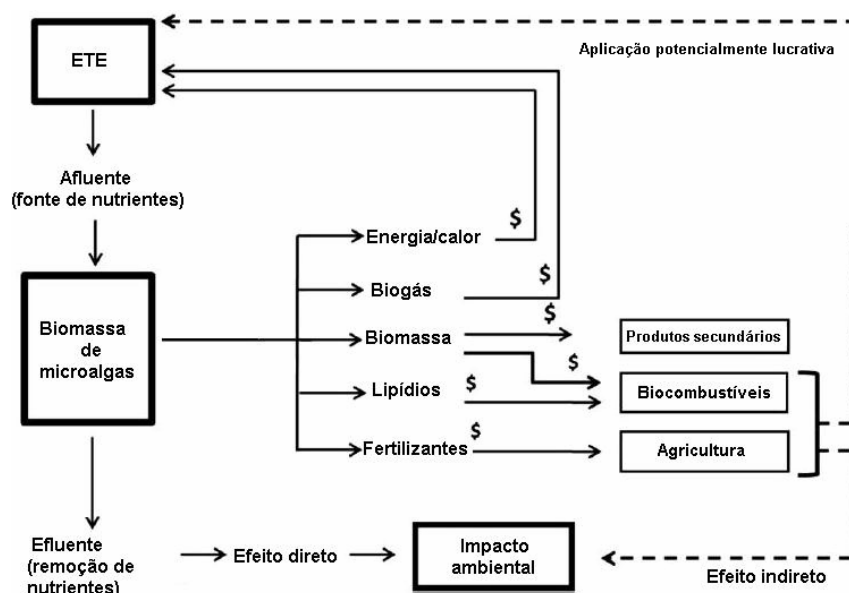 ETE
Aplicação potencialmente lucrativa
Afluente
(fonte de nutrientes)
$
Energia/calor
$
Biogás
$
Biomassa
de
microalgas
Biomassa
Produtos secundários
$
Lipídios
$
Biocombustíveis
$
Fertilizantes
Agricultura
Efluente
(remoção de
nutrientes)
Efeito direto
Impacto
ambiental
Efeito indireto